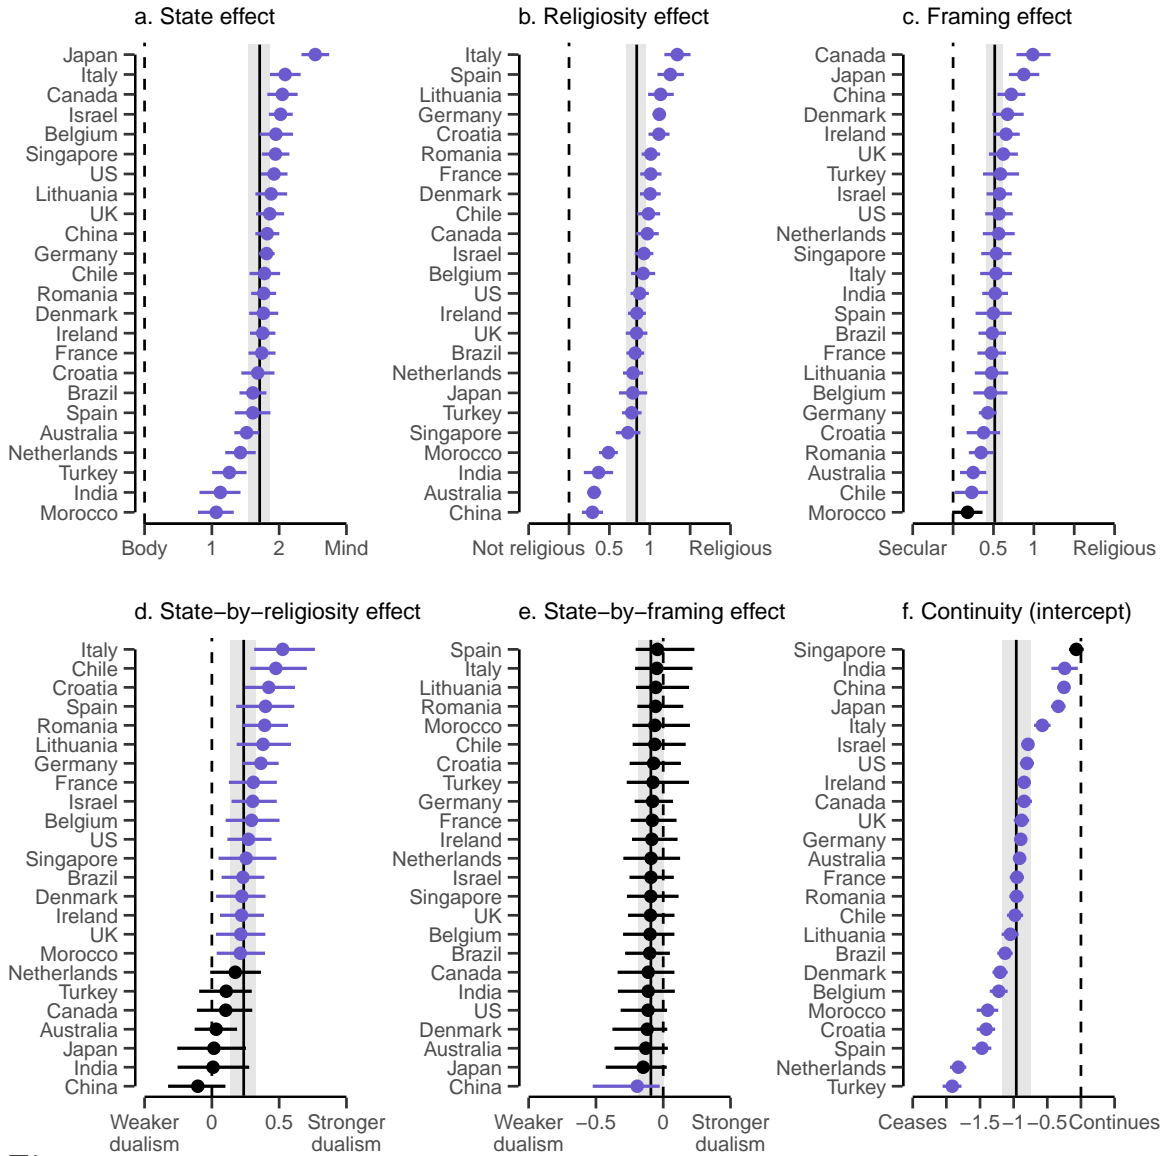 a. State effect
Japan
Italy
Canada
Israel
Belgium
Singapore
US
Lithuania
UK
China
Germany
Chile
Romania
Denmark
Ireland
France
Croatia
Brazil
Spain
Australia
Netherlands
Turkey
India
Morocco
Body 1 2 Mind
b. Religiosity effect
Italy
Spain
Lithuania
Germany
Croatia
Romania
France
Denmark
Chile
Canada
Israel
Belgium
US
Ireland
UK
Brazil
Netherlands
Japan
Turkey
Singapore
Morocco
India
Australia
China
Not religious 0.5 1 Religious
c. Framing effect
Canada
Japan
China
Denmark
Ireland
UK
Turkey
Israel
US
Netherlands
Singapore
Italy
India
Spain
Brazil
France
Lithuania
Belgium
Germany
Croatia
Romania
Australia
Chile
Morocco
Secular 0.5 1 Religious
d. State−by−religiosity effect
Italy
Chile
Croatia
Spain
Romania
Lithuania
Germany
France
Israel
Belgium
US
Singapore
Brazil
Denmark
Ireland
UK
Morocco
Netherlands
Turkey
Canada
Australia
Japan
India
China
Weaker 0 0.5 Stronger
dualism dualism
e. State−by−framing effect
Spain
Italy
Lithuania
Romania
Morocco
Chile
Croatia
Turkey
Germany
France
Ireland
Netherlands
Israel
Singapore
UK
Belgium
Brazil
Canada
India
US
Denmark
Australia
Japan
China
Weaker −0.5 0 Stronger
dualism dualism
f. Continuity (intercept)
Singapore
India
China
Japan
Italy
Israel
US
Ireland
Canada
UK
Germany
Australia
France
Romania
Chile
Lithuania
Brazil
Denmark
Belgium
Morocco
Croatia
Spain
Netherlands
Turkey
Ceases −1.5 −1 −0.5 Continues